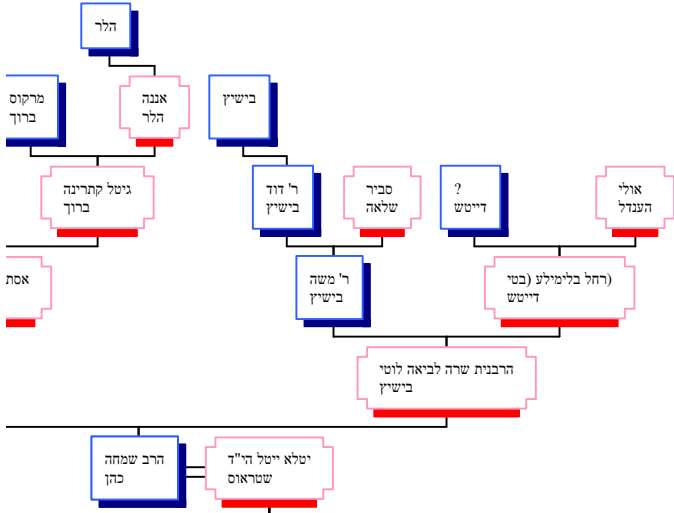 הלר
מרקוס
ברוך
אננה
הלר
בישיץ
גיטל קתרינה
ברוך
ר' דוד
בישיץ
סביר
שלאה
?
דייטש
אולי
הענדל
אסת
ר' משה
בישיץ
(רחל בלימילע (בטי
דייטש
הרבנית שרה לביאה לוטי
בישיץ
הרב שמחה
כהן
יטלא ייטל הי"ד
שטראוס